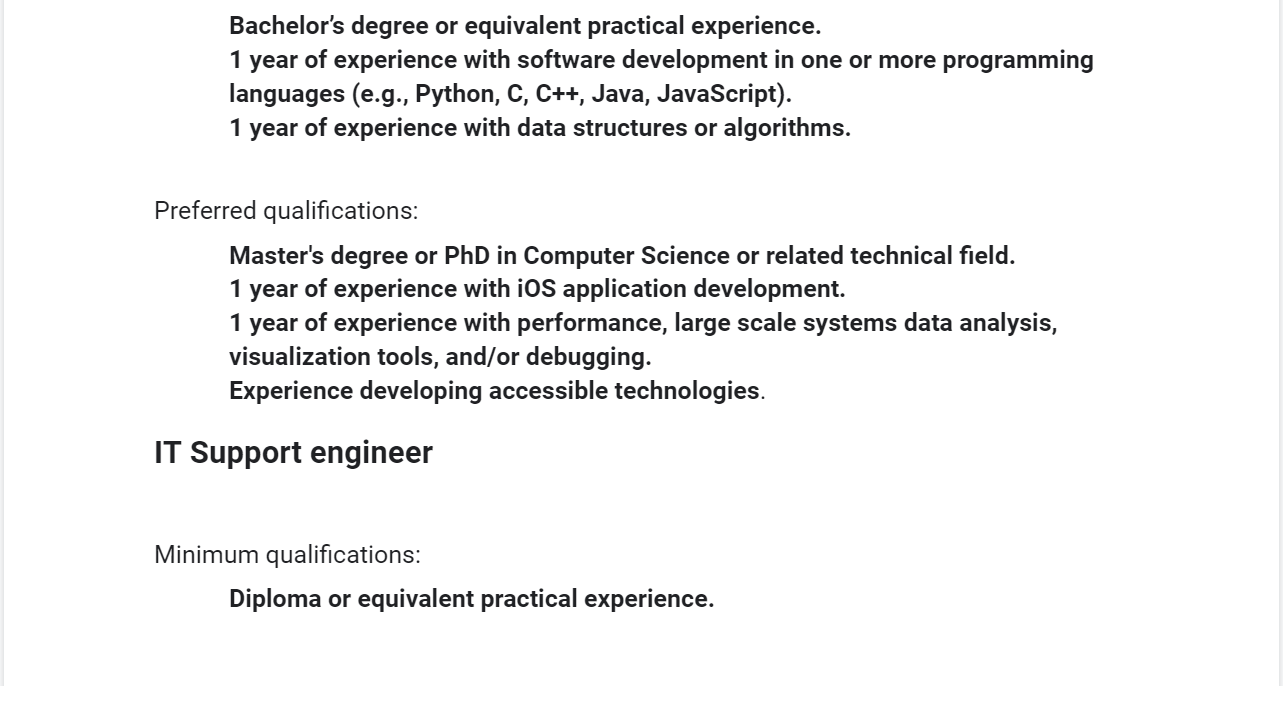 Bachelor’s degree or equivalent practical experience.
1 year of experience with software development in one or more programming
languages (e.g., Python, C, C++, Java, JavaScript).
1 year of experience with data structures or algorithms.
Preferred qualifications:
Master's degree or PhD in Computer Science or related technical field.
1 year of experience with iOS application development.
1 year of experience with performance, large scale systems data analysis,
visualization tools, and/or debugging.
Experience developing accessible technologies.
IT Support engineer
Minimum qualifications:
Diploma or equivalent practical experience.